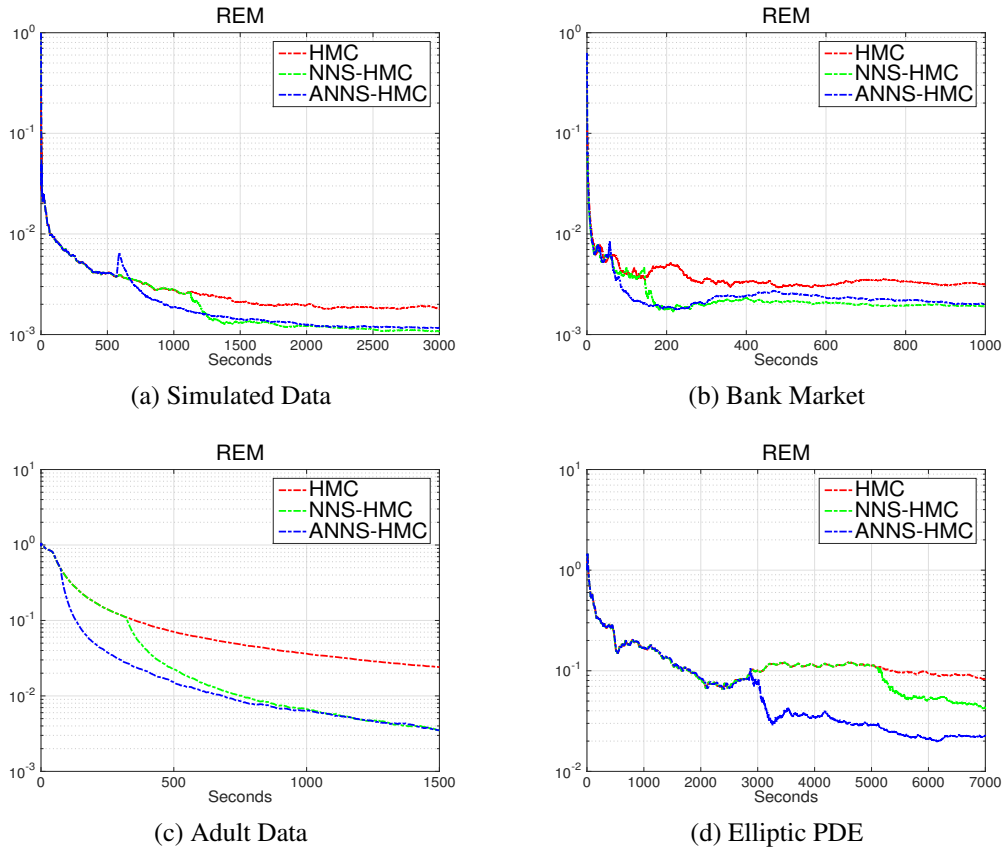 REM
10^0
10^-1
10^-2
10^-3
HMC
NNS-HMC
ANNS-HMC
0 500 1000 1500 2000 2500 3000
Seconds
(a) Simulated Data
REM
10^0
10^-1
10^-2
10^-3
HMC
NNS-HMC
ANNS-HMC
0 200 400 600 800 1000
Seconds
(b) Bank Market
REM
10^1
10^0
10^-1
10^-2
10^-3
HMC
NNS-HMC
ANNS-HMC
0 500 1000 1500
Seconds
(c) Adult Data
REM
10^1
10^0
10^-1
10^-2
HMC
NNS-HMC
ANNS-HMC
0 1000 2000 3000 4000 5000 6000 7000
Seconds
(d) Elliptic PDE